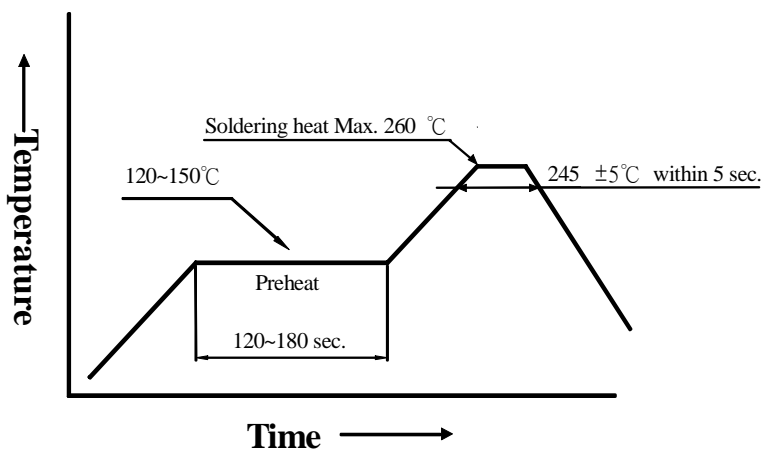 Temperature
Soldering heat Max. 260 ℃
120~150℃
245 ±5℃ within 5 sec.
Preheat
120~180 sec.
Time